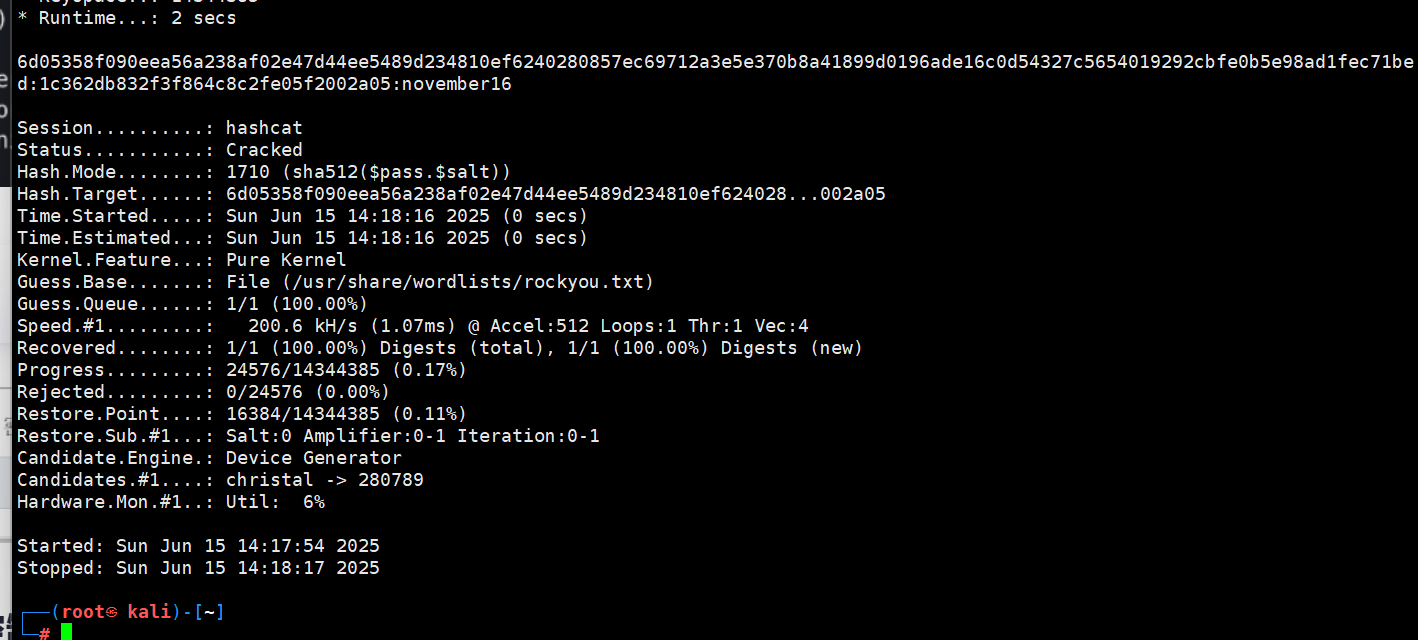 * Runtime...: 2 secs
6d05358f090eea56a238af02e47d44ee5489d234810ef6240280857ec69712a3e5e370b8a41899d0196ade16c0d54327c5654019292cbfe0b5e98ad1fec71be
d:1c362db832f3f864c8c2fe05f2002a05:november16
Session..........: hashcat
Status...........: Cracked
Hash.Mode........: 1710 (sha512($pass.$salt))
Hash.Target......: 6d05358f090eea56a238af02e47d44ee5489d234810ef624028...002a05
Time.Started.....: Sun Jun 15 14:18:16 2025 (0 secs)
Time.Estimated...: Sun Jun 15 14:18:16 2025 (0 secs)
Kernel.Feature...: Pure Kernel
Guess.Base.......: File (/usr/share/wordlists/rockyou.txt)
Guess.Queue......: 1/1 (100.00%)
Speed.#1.........:   200.6 kH/s (1.07ms) @ Accel:512 Loops:1 Thr:1 Vec:4
Recovered........: 1/1 (100.00%) Digests (total), 1/1 (100.00%) Digests (new)
Progress.........: 24576/14344385 (0.17%)
Rejected.........: 0/24576 (0.00%)
Restore.Point....: 16384/14344385 (0.11%)
Restore.Sub.#1...: Salt:0 Amplifier:0-1 Iteration:0-1
Candidate.Engine.: Device Generator
Candidates.#1....: christal -> 280789
Hardware.Mon.#1..: Util:  6%
Started: Sun Jun 15 14:17:54 2025
Stopped: Sun Jun 15 14:18:17 2025
┌──(root㉿ kali)-[~]
└─#